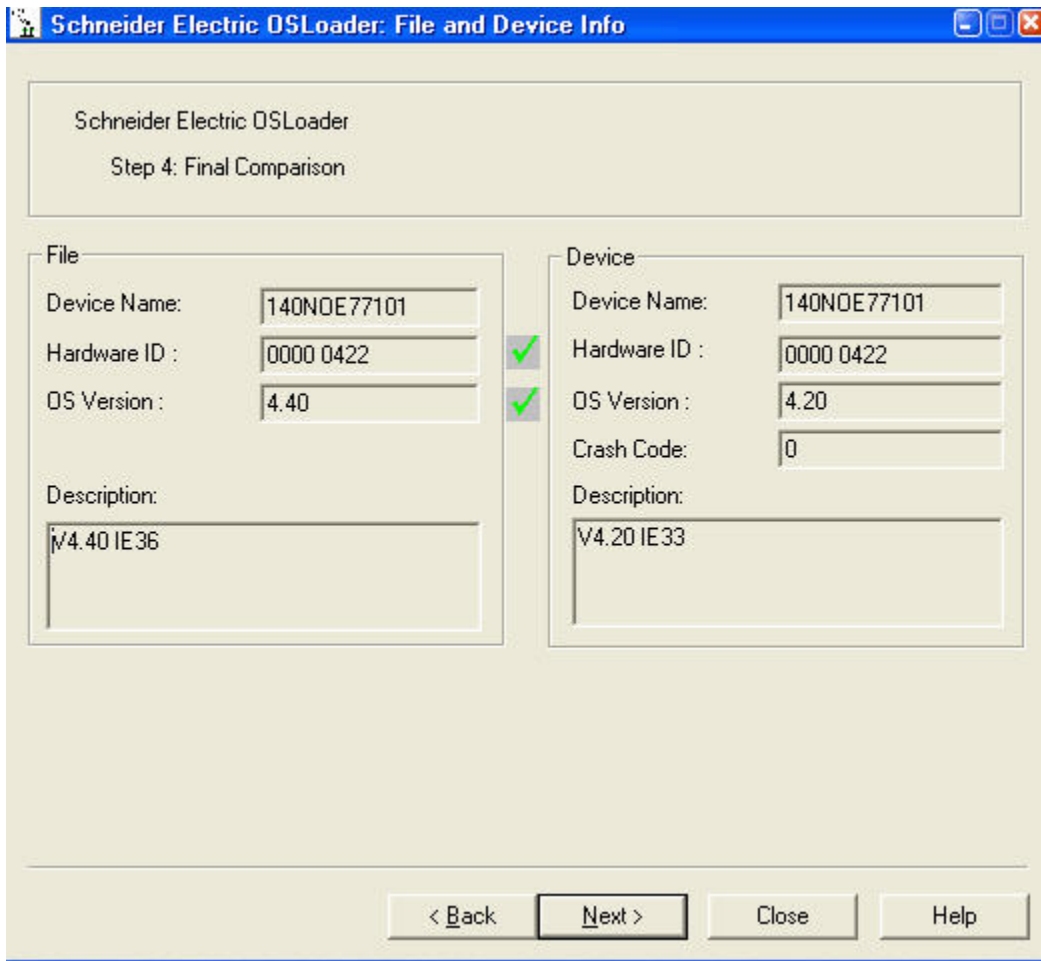 Schneider Electric OSLoader: File and Device Info
Schneider Electric OSLoader
Step 4: Final Comparison
File
Device Name: 140NOE77101
Hardware ID : 0000 0422
OS Version : 4.40
Description:
V4.40 IE36
Device
Device Name: 140NOE77101
Hardware ID : 0000 0422
OS Version : 4.20
Crash Code: 0
Description:
V4.20 IE33
< Back
Next >
Close
Help